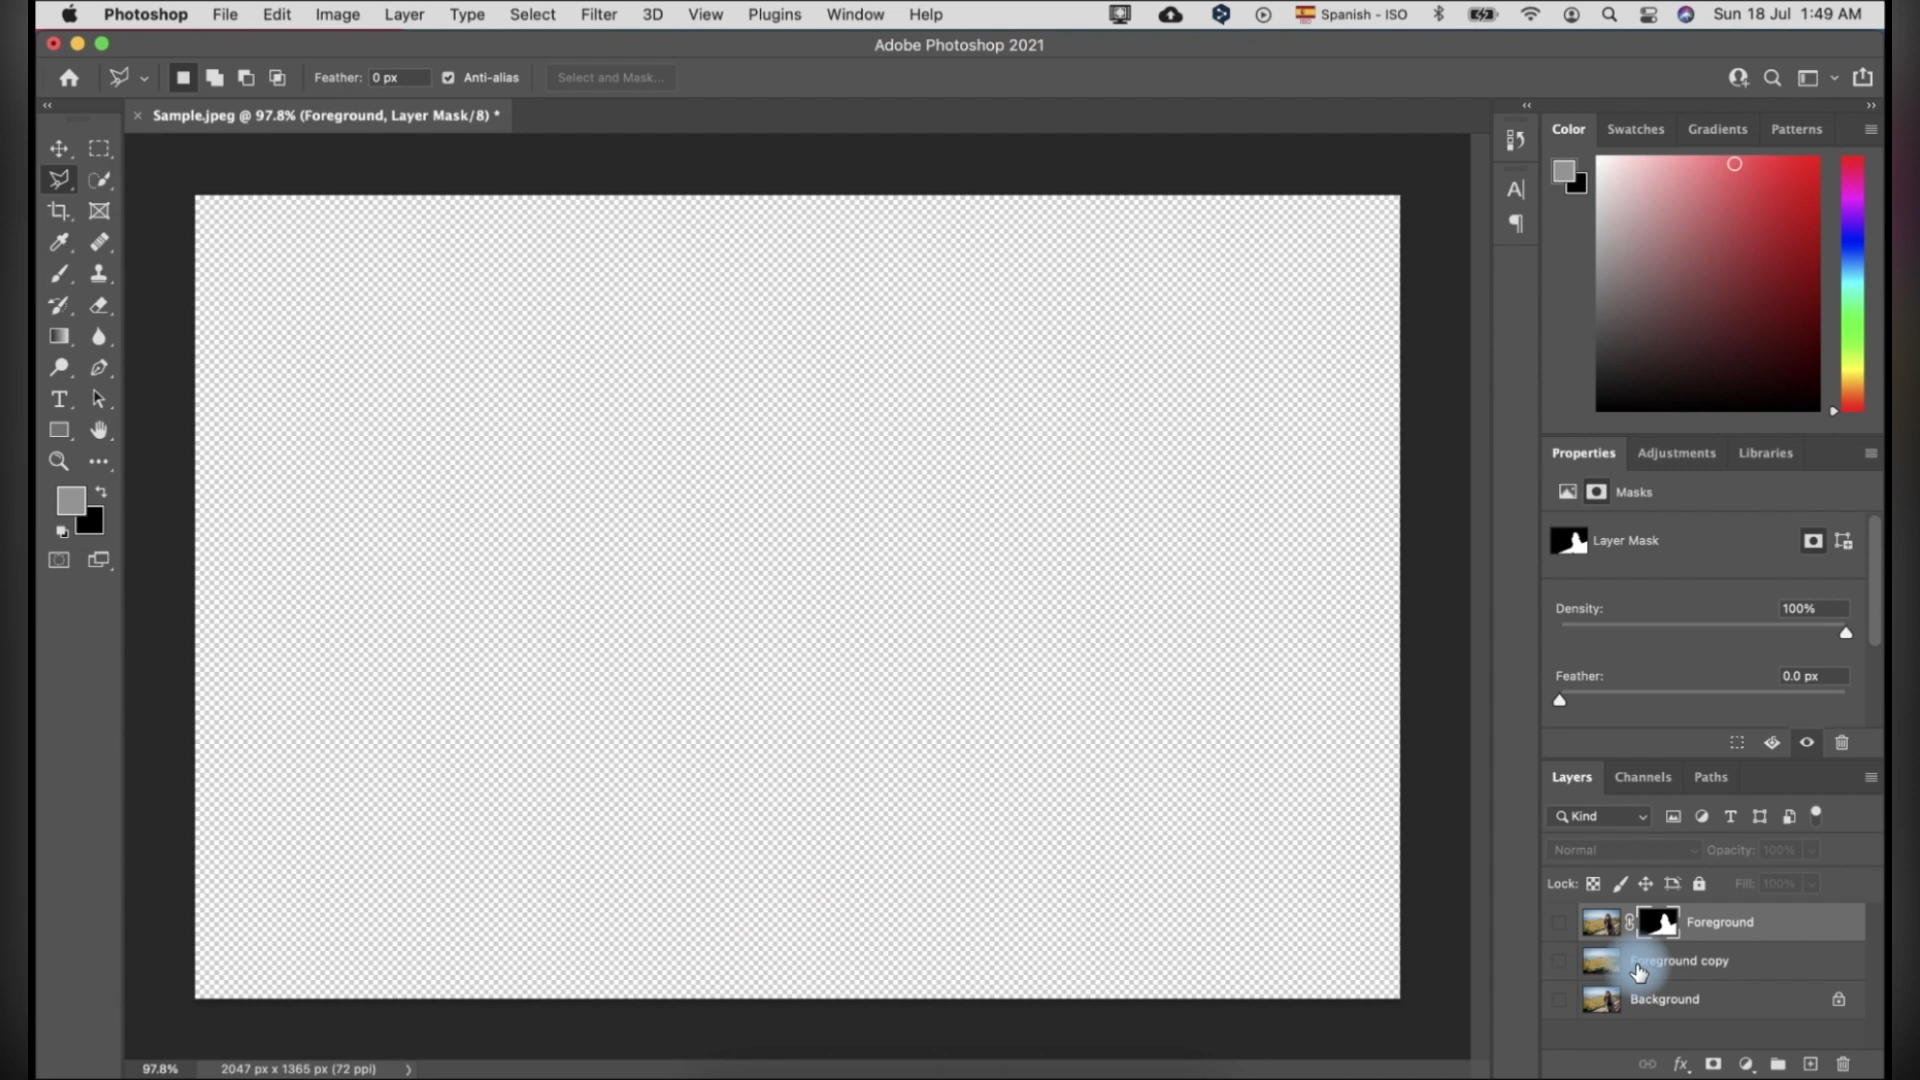 Photoshop File Edit Image Layer Type Select Filter 3D View Plugins Window Help Spanish - ISO Sun 18 Jul 1:49 AM
Adobe Photoshop 2021
Feather: 0 px Anti-alias Select and Mask...
Sample.jpeg @ 97.8% (Foreground, Layer Mask/8) *
Color Swatches Gradients Patterns
Properties Adjustments Libraries
Masks
Layer Mask
Density: 100%
Feather: 0.0 px
Layers Channels Paths
Kind
Normal Opacity: 100%
Lock: Fill: 100%
Foreground
Foreground copy
Background
97.8% 2047 px x 1365 px (72 ppi)